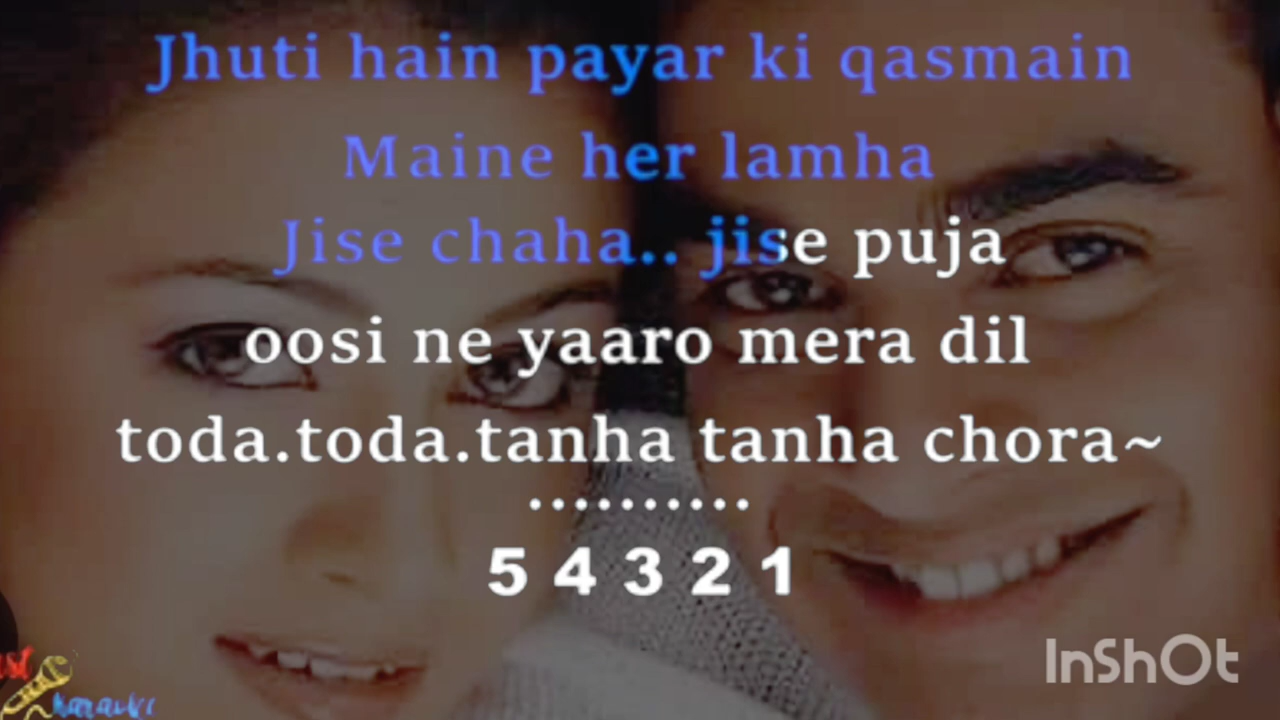 Jhuti hain payar ki qasmain
Maine her lamha
Jise chaha.. jise puja
oosi ne yaaro mera dil
toda.toda.tanha tanha chora~
..........
5 4 3 2 1
InShOt
karaoke